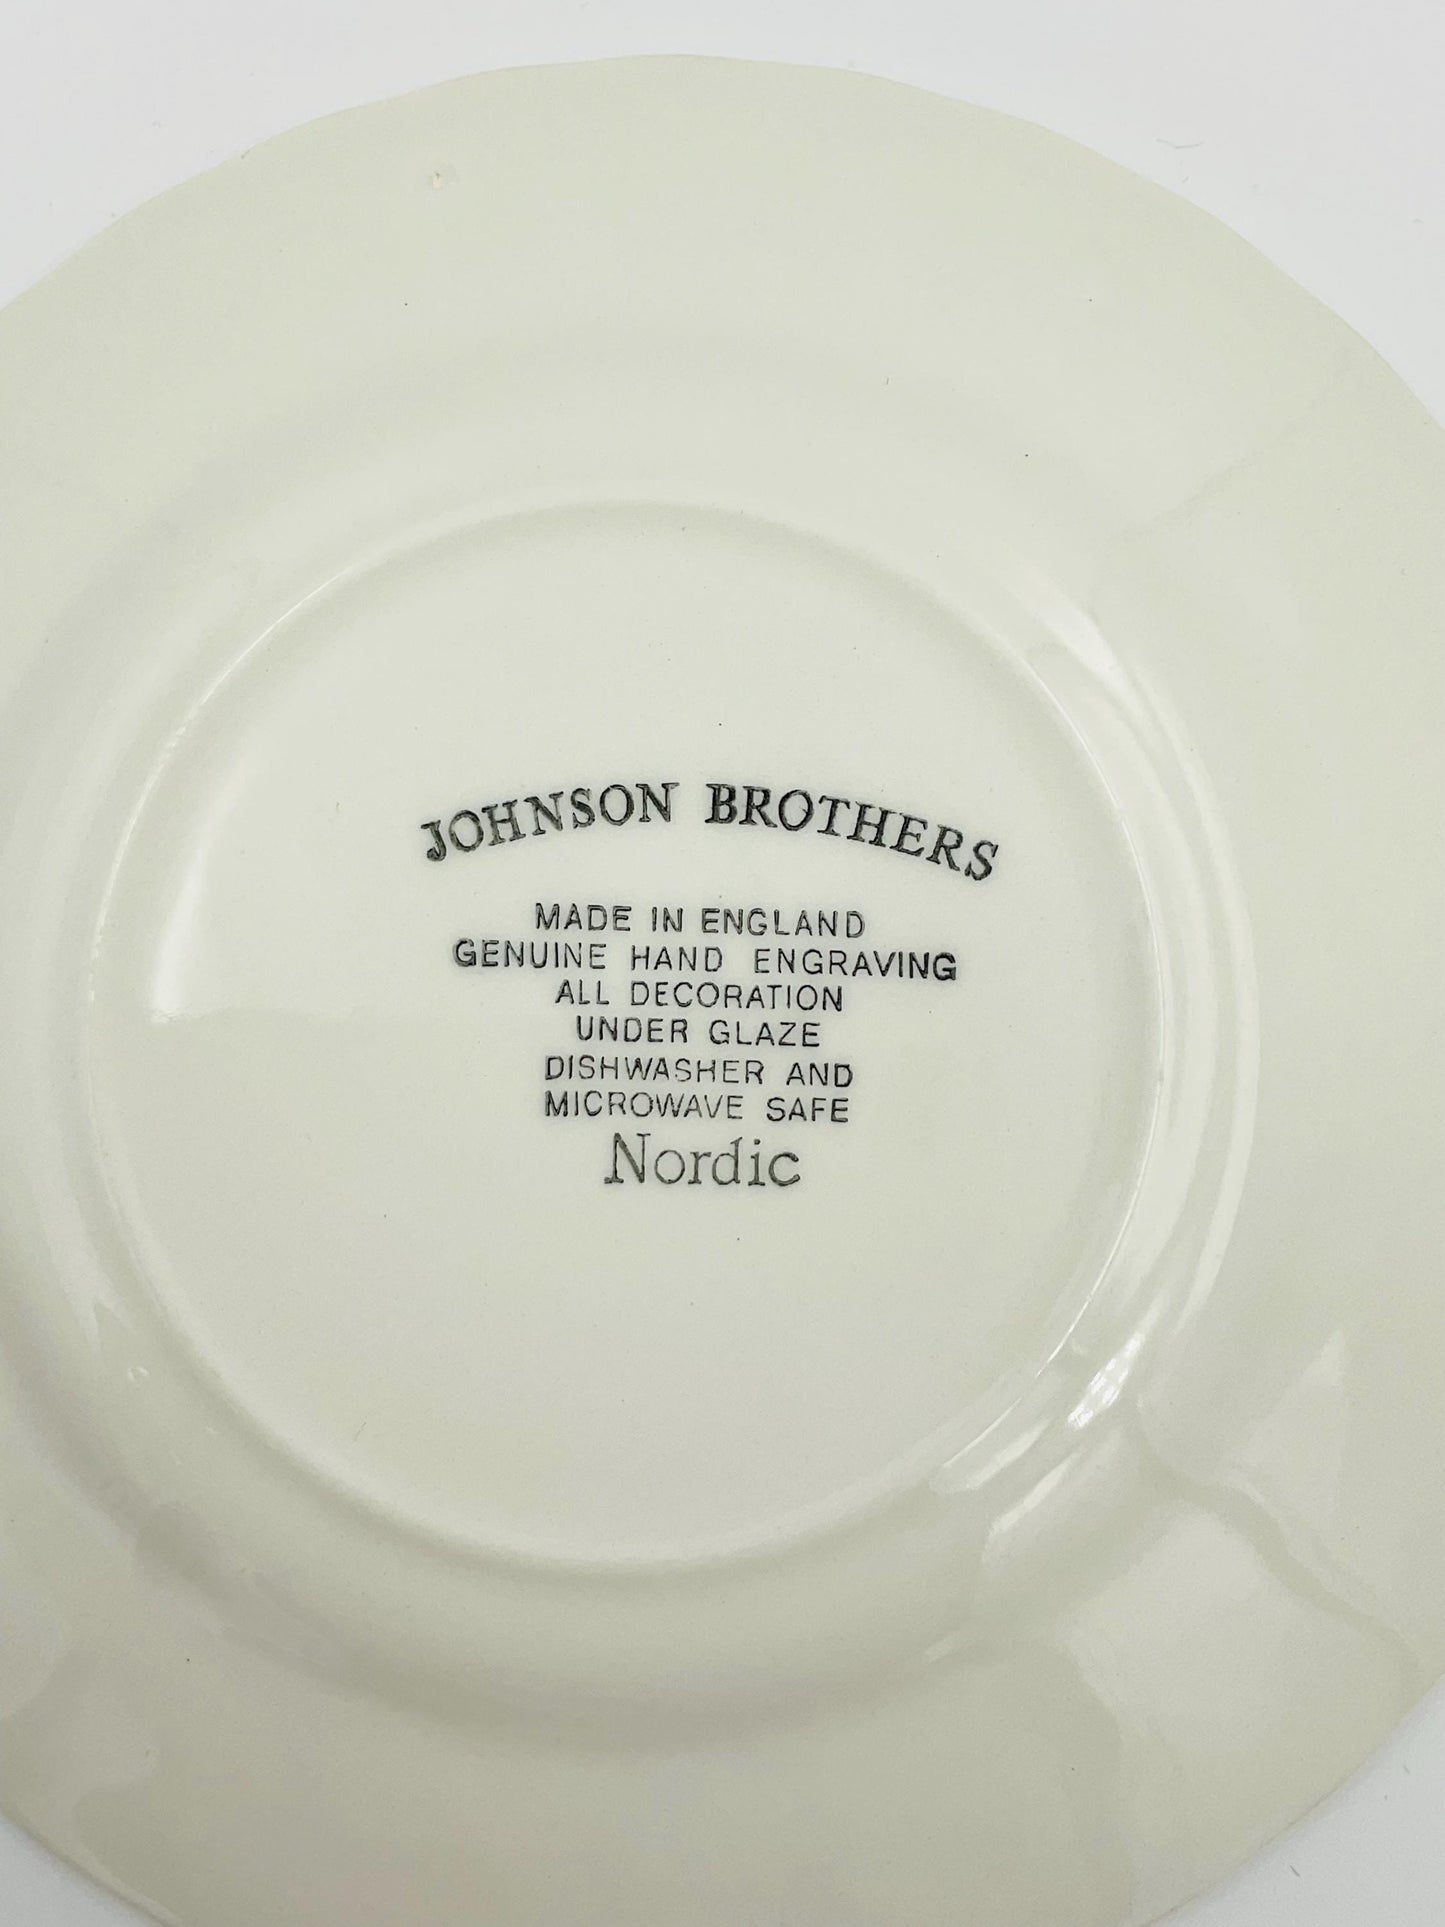 JOHNSON BROTHERS
MADE IN ENGLAND
GENUINE HAND ENGRAVING
ALL DECORATION
UNDER GLAZE
DISHWASHER AND
MICROWAVE SAFE
Nordic